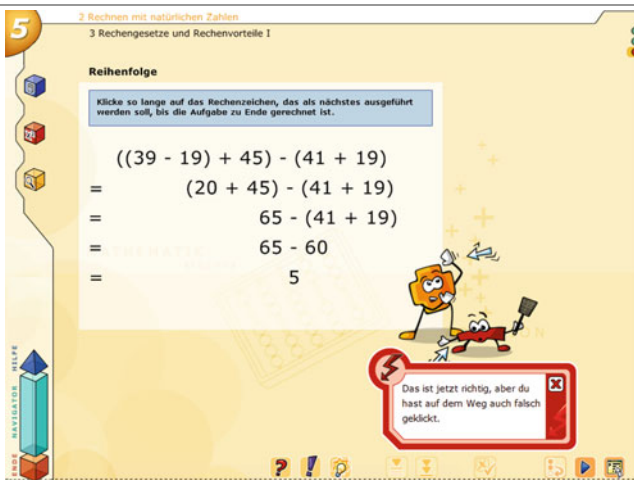 5
2 Rechnen mit natürlichen Zahlen
3 Rechengesetze und Rechenvorteile I
Reihenfolge
Klicke so lange auf das Rechenzeichen, das als nächstes ausgeführt
werden soll, bis die Aufgabe zu Ende gerechnet ist.
((39 - 19) + 45) - (41 + 19)
= (20 + 45) - (41 + 19)
= 65 - (41 + 19)
= 65 - 60
= 5
Das ist jetzt richtig, aber du
hast auf dem Weg auch falsch
geklickt.
HILFE
NAVIGATOR
ENDE